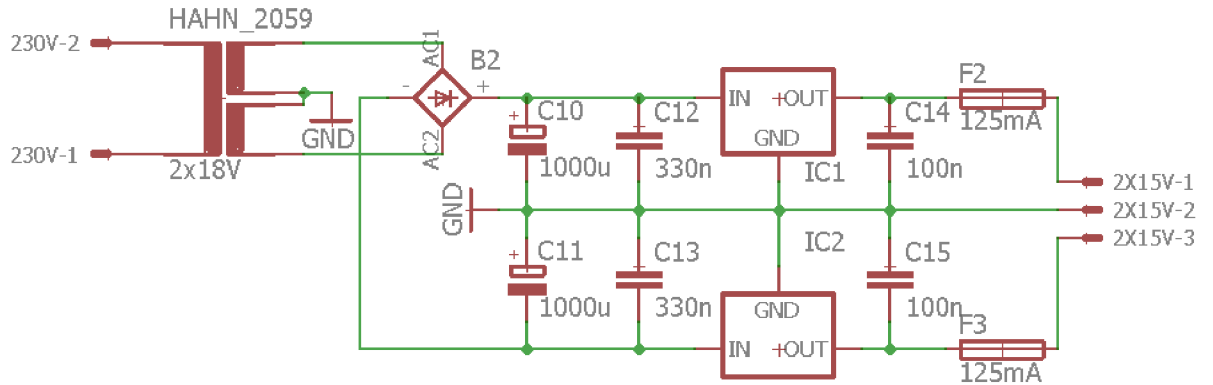 HAHN_2059
230V-2
230V-1
2x18V
GND
AC1
AC2
B2
-
+
+
C10
1000u
+
C12
330n
IN
+OUT
GND
IC1
+
C14
100n
F2
125mA
GND
2X15V-1
2X15V-2
2X15V-3
+
C11
1000u
+
C13
330n
IC2
GND
IN
+OUT
+
C15
100n
F3
125mA